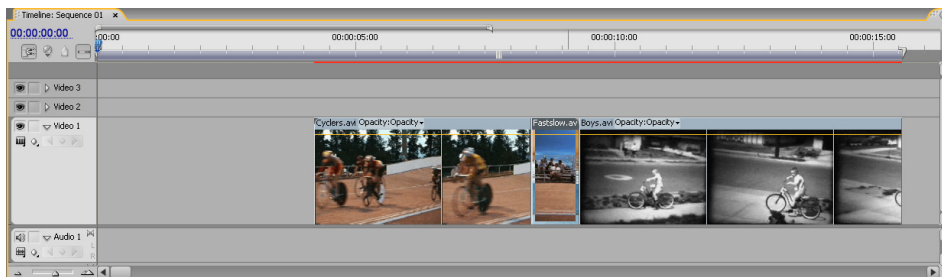 Timeline: Sequence 01 ×
00:00:00:00
:00:00 00:00:05:00 00:00:10:00 00:00:15:00
Video 3
Video 2
Video 1
Cyclers.avi Opacity:Opacity Fastslow.av Boys.avi Opacity:Opacity
Audio 1
L
R